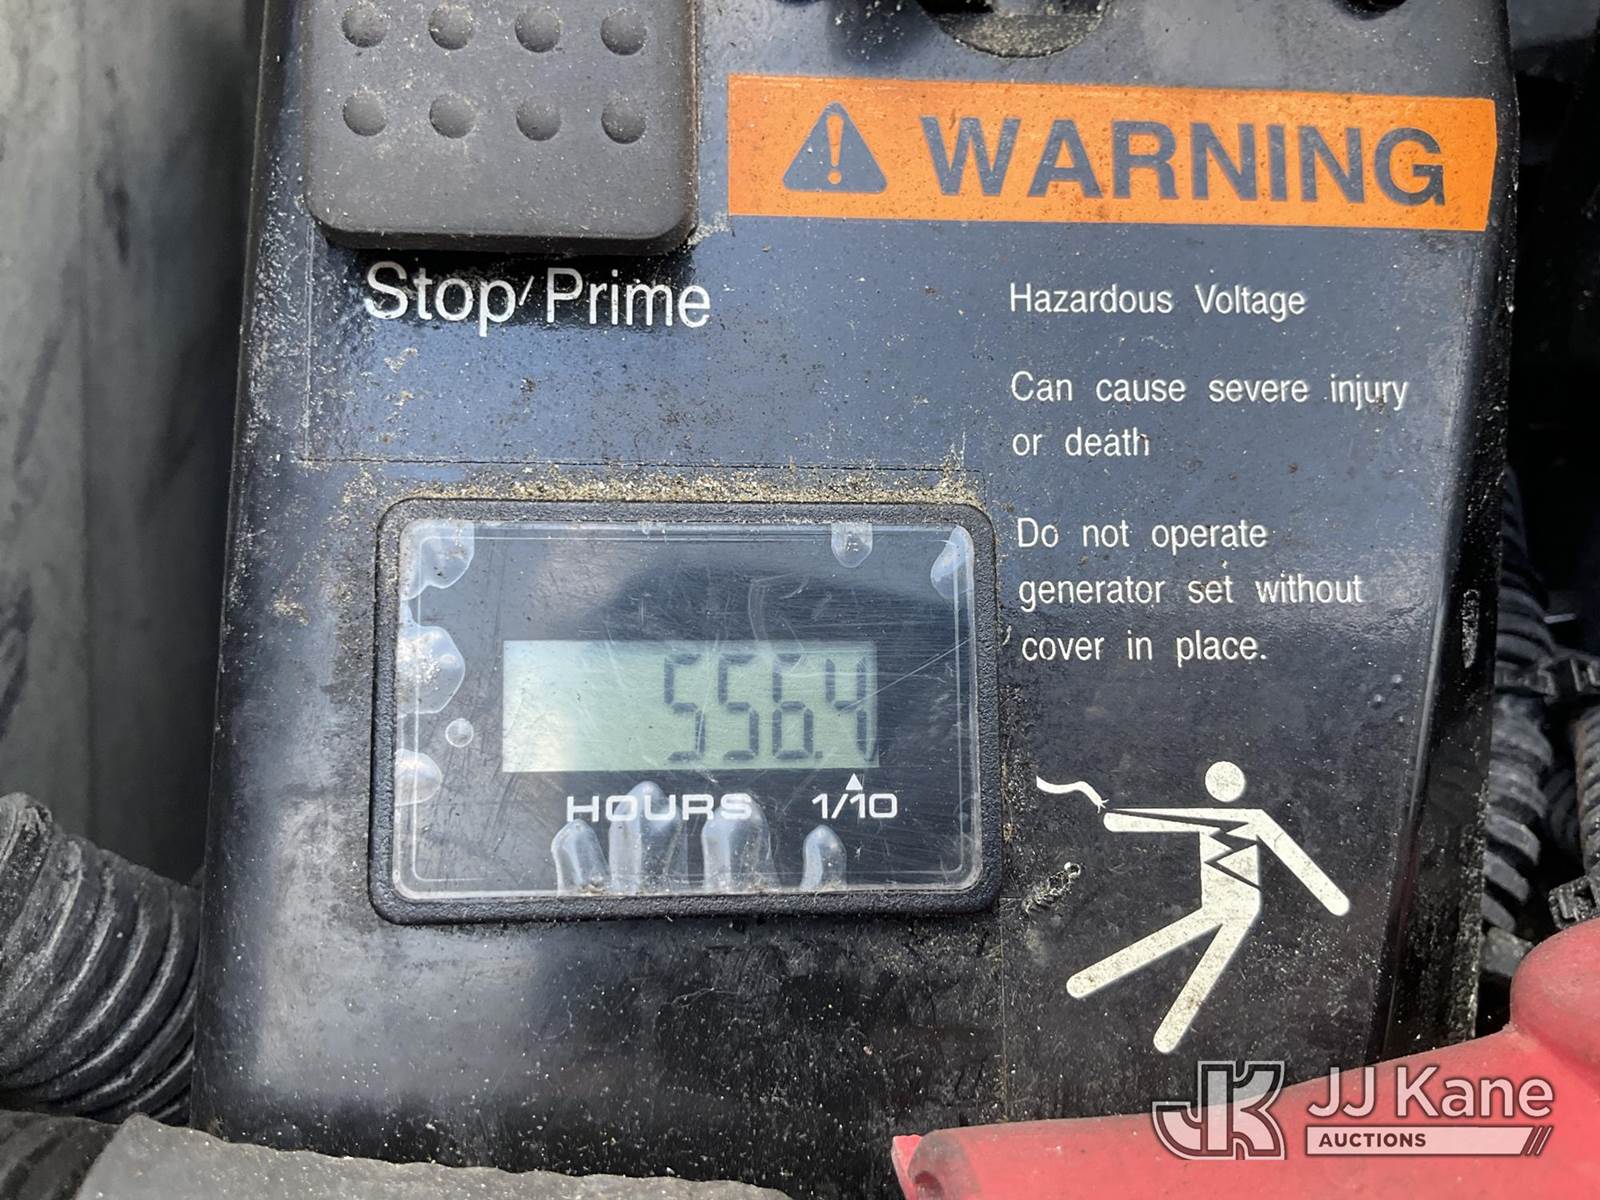 WARNING
Stop/Prime
Hazardous Voltage
Can cause severe injury
or death
Do not operate
generator set without
cover in place.
556.4
HOURS 1/10
JK JJ Kane
AUCTIONS